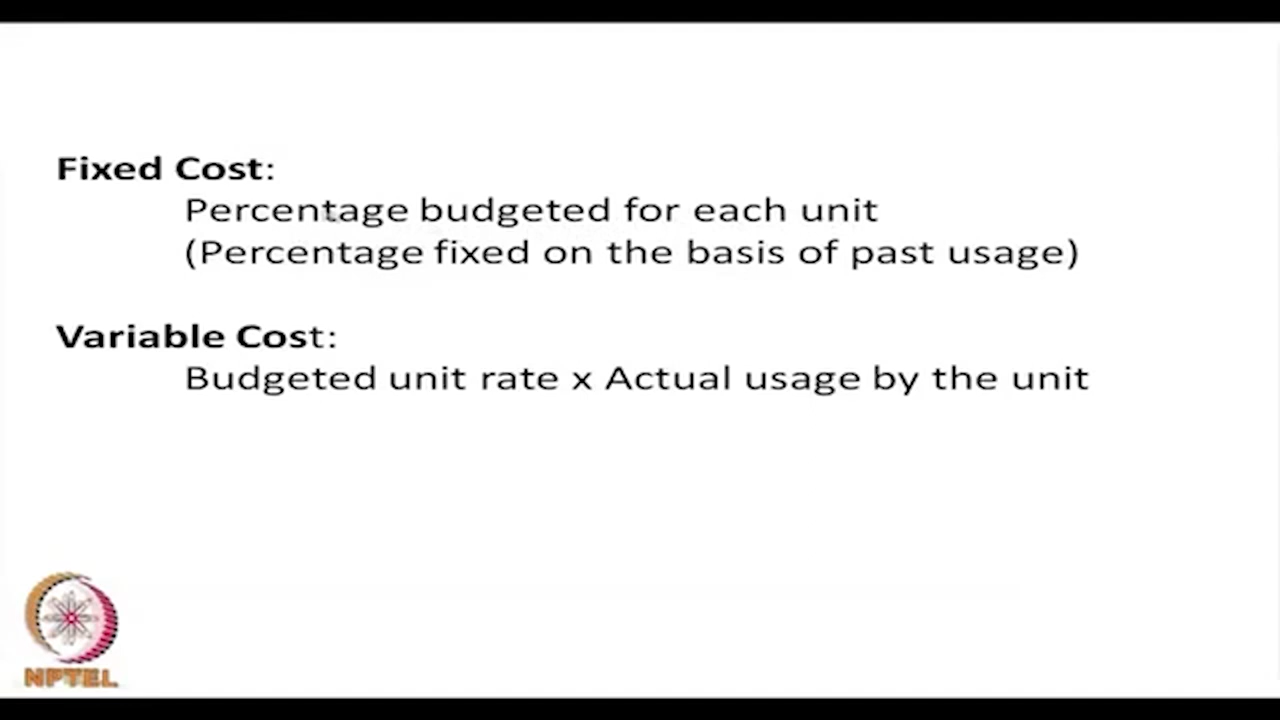 Fixed Cost:
Percentage budgeted for each unit
(Percentage fixed on the basis of past usage)
Variable Cost:
Budgeted unit rate x Actual usage by the unit
NPTEL